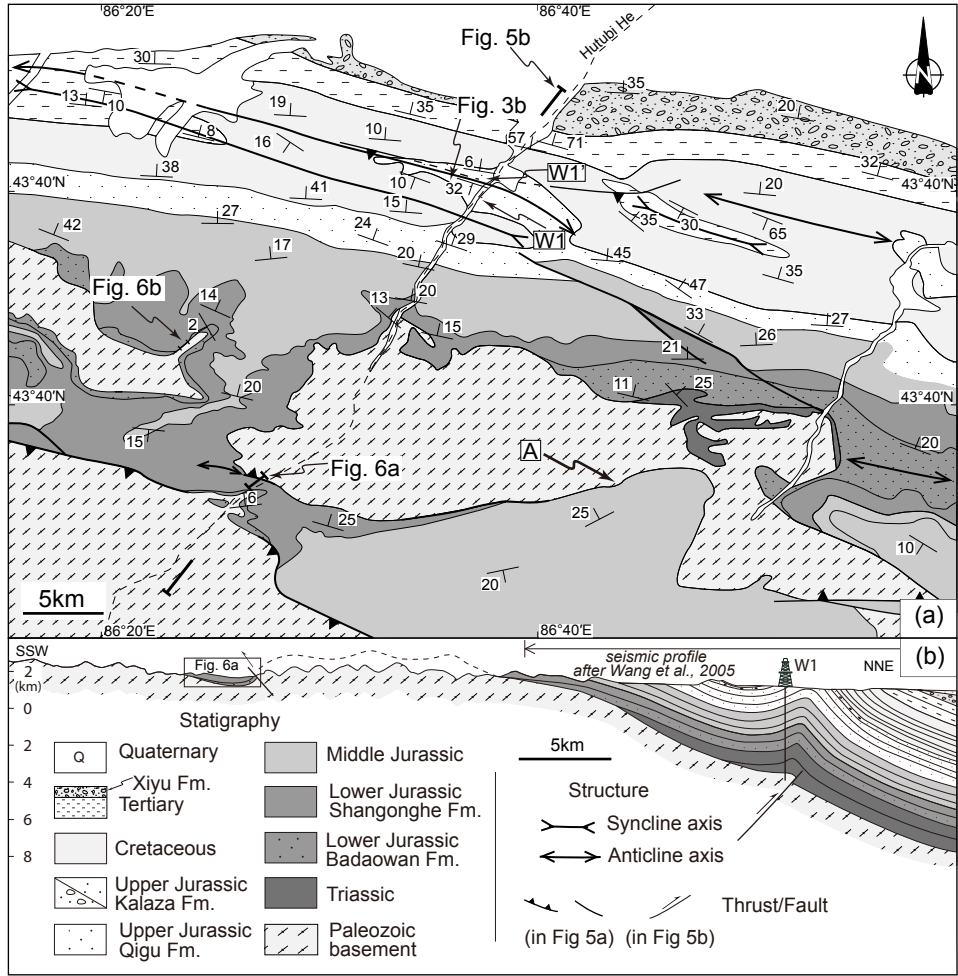 86°20′E
86°40′E
Hutubi He
Fig. 5b
N
30
35
13
10
19
35
Fig. 3b
20
8
16
10
57
71
32
43°40′N
38
6
W1'
20
43°40′N
41
10
32
15
35
30
42
27
24
W1
65
17
29
45
35
20
47
Fig. 6b
14
13
20
33
27
2
15
26
21
43°40′N
20
11
25
43°40′N
15
20
A
Fig. 6a
6
25
25
10
5km
20
(a)
86°20′E
86°40′E
SSW
(b)
seismic profile
after Wang et al., 2005
W1
NNE
Fig. 6a
2
(km)
0
2
4
6
8
Statigraphy
Q
Quaternary
Xiyu Fm.
Tertiary
Cretaceous
Upper Jurassic
Kalaza Fm.
Upper Jurassic
Qigu Fm.
Middle Jurassic
Lower Jurassic
Shangonghe Fm.
Lower Jurassic
Badaowan Fm.
Triassic
Paleozoic
basement
5km
Structure
Syncline axis
Anticline axis
Thrust/Fault
(in Fig 5a)
(in Fig 5b)